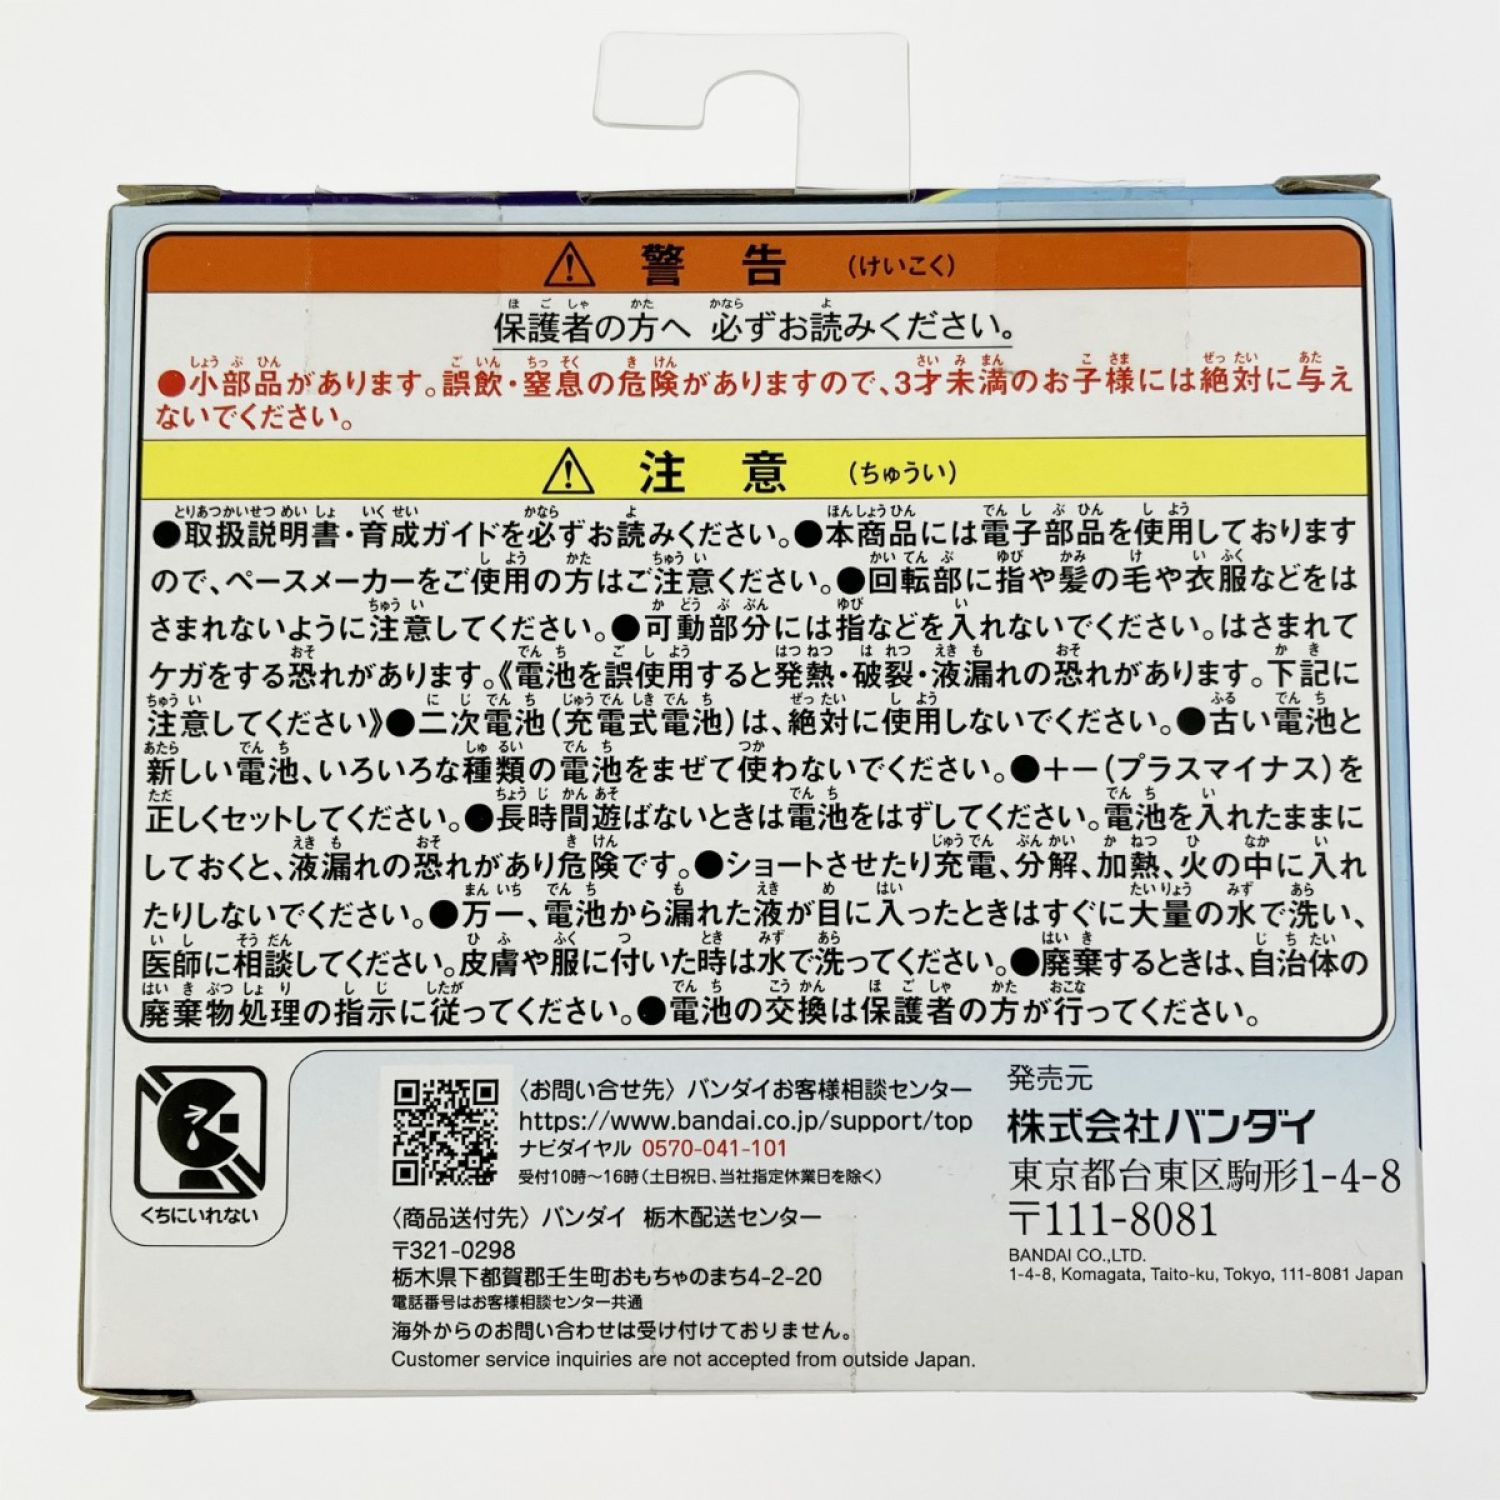 警告 (けいこく)
保護者の方へ 必ずお読みください。
●小部品があります。誤飲・窒息の危険がありますので、3才未満のお子様には絶対に与え
ないでください。
注意 (ちゅうい)
●取扱説明書・育成ガイドを必ずお読みください。●本商品には電子部品を使用しております
ので、ペースメーカーをご使用の方はご注意ください。●回転部に指や髪の毛や衣服などをは
さまれないように注意してください。●可動部分には指などを入れないでください。はさまれて
ケガをする恐れがあります。《電池を誤使用すると発熱・破裂・液漏れの恐れがあります。下記に
注意してください》●二次電池(充電式電池)は、絶対に使用しないでください。●古い電池と
新しい電池、いろいろな種類の電池をまぜて使わないでください。●＋－(プラスマイナス)を
正しくセットしてください。●長時間遊ばないときは電池をはずしてください。電池を入れたままに
しておくと、液漏れの恐れがあり危険です。●ショートさせたり充電、分解、加熱、火の中に入れ
たりしないでください。●万一、電池から漏れた液が目に入ったときはすぐに大量の水で洗い、
医師に相談してください。皮膚や服に付いた時は水で洗ってください。●廃棄するときは、自治体の
廃棄物処理の指示に従ってください。●電池の交換は保護者の方が行ってください。
くちにいれない
〈お問い合せ先〉バンダイお客様相談センター
https://www.bandai.co.jp/support/top
ナビダイヤル 0570-041-101
受付10時～16時(土日祝日、当社指定休業日を除く)
〈商品送付先〉バンダイ 栃木配送センター
〒321-0298
栃木県下都賀郡壬生町おもちゃのまち4-2-20
電話番号はお客様相談センター共通
海外からのお問い合わせは受け付けておりません。
Customer service inquiries are not accepted from outside Japan.
発売元
株式会社バンダイ
東京都台東区駒形1-4-8
〒111-8081
BANDAI CO.,LTD.
1-4-8, Komagata, Taito-ku, Tokyo, 111-8081 Japan